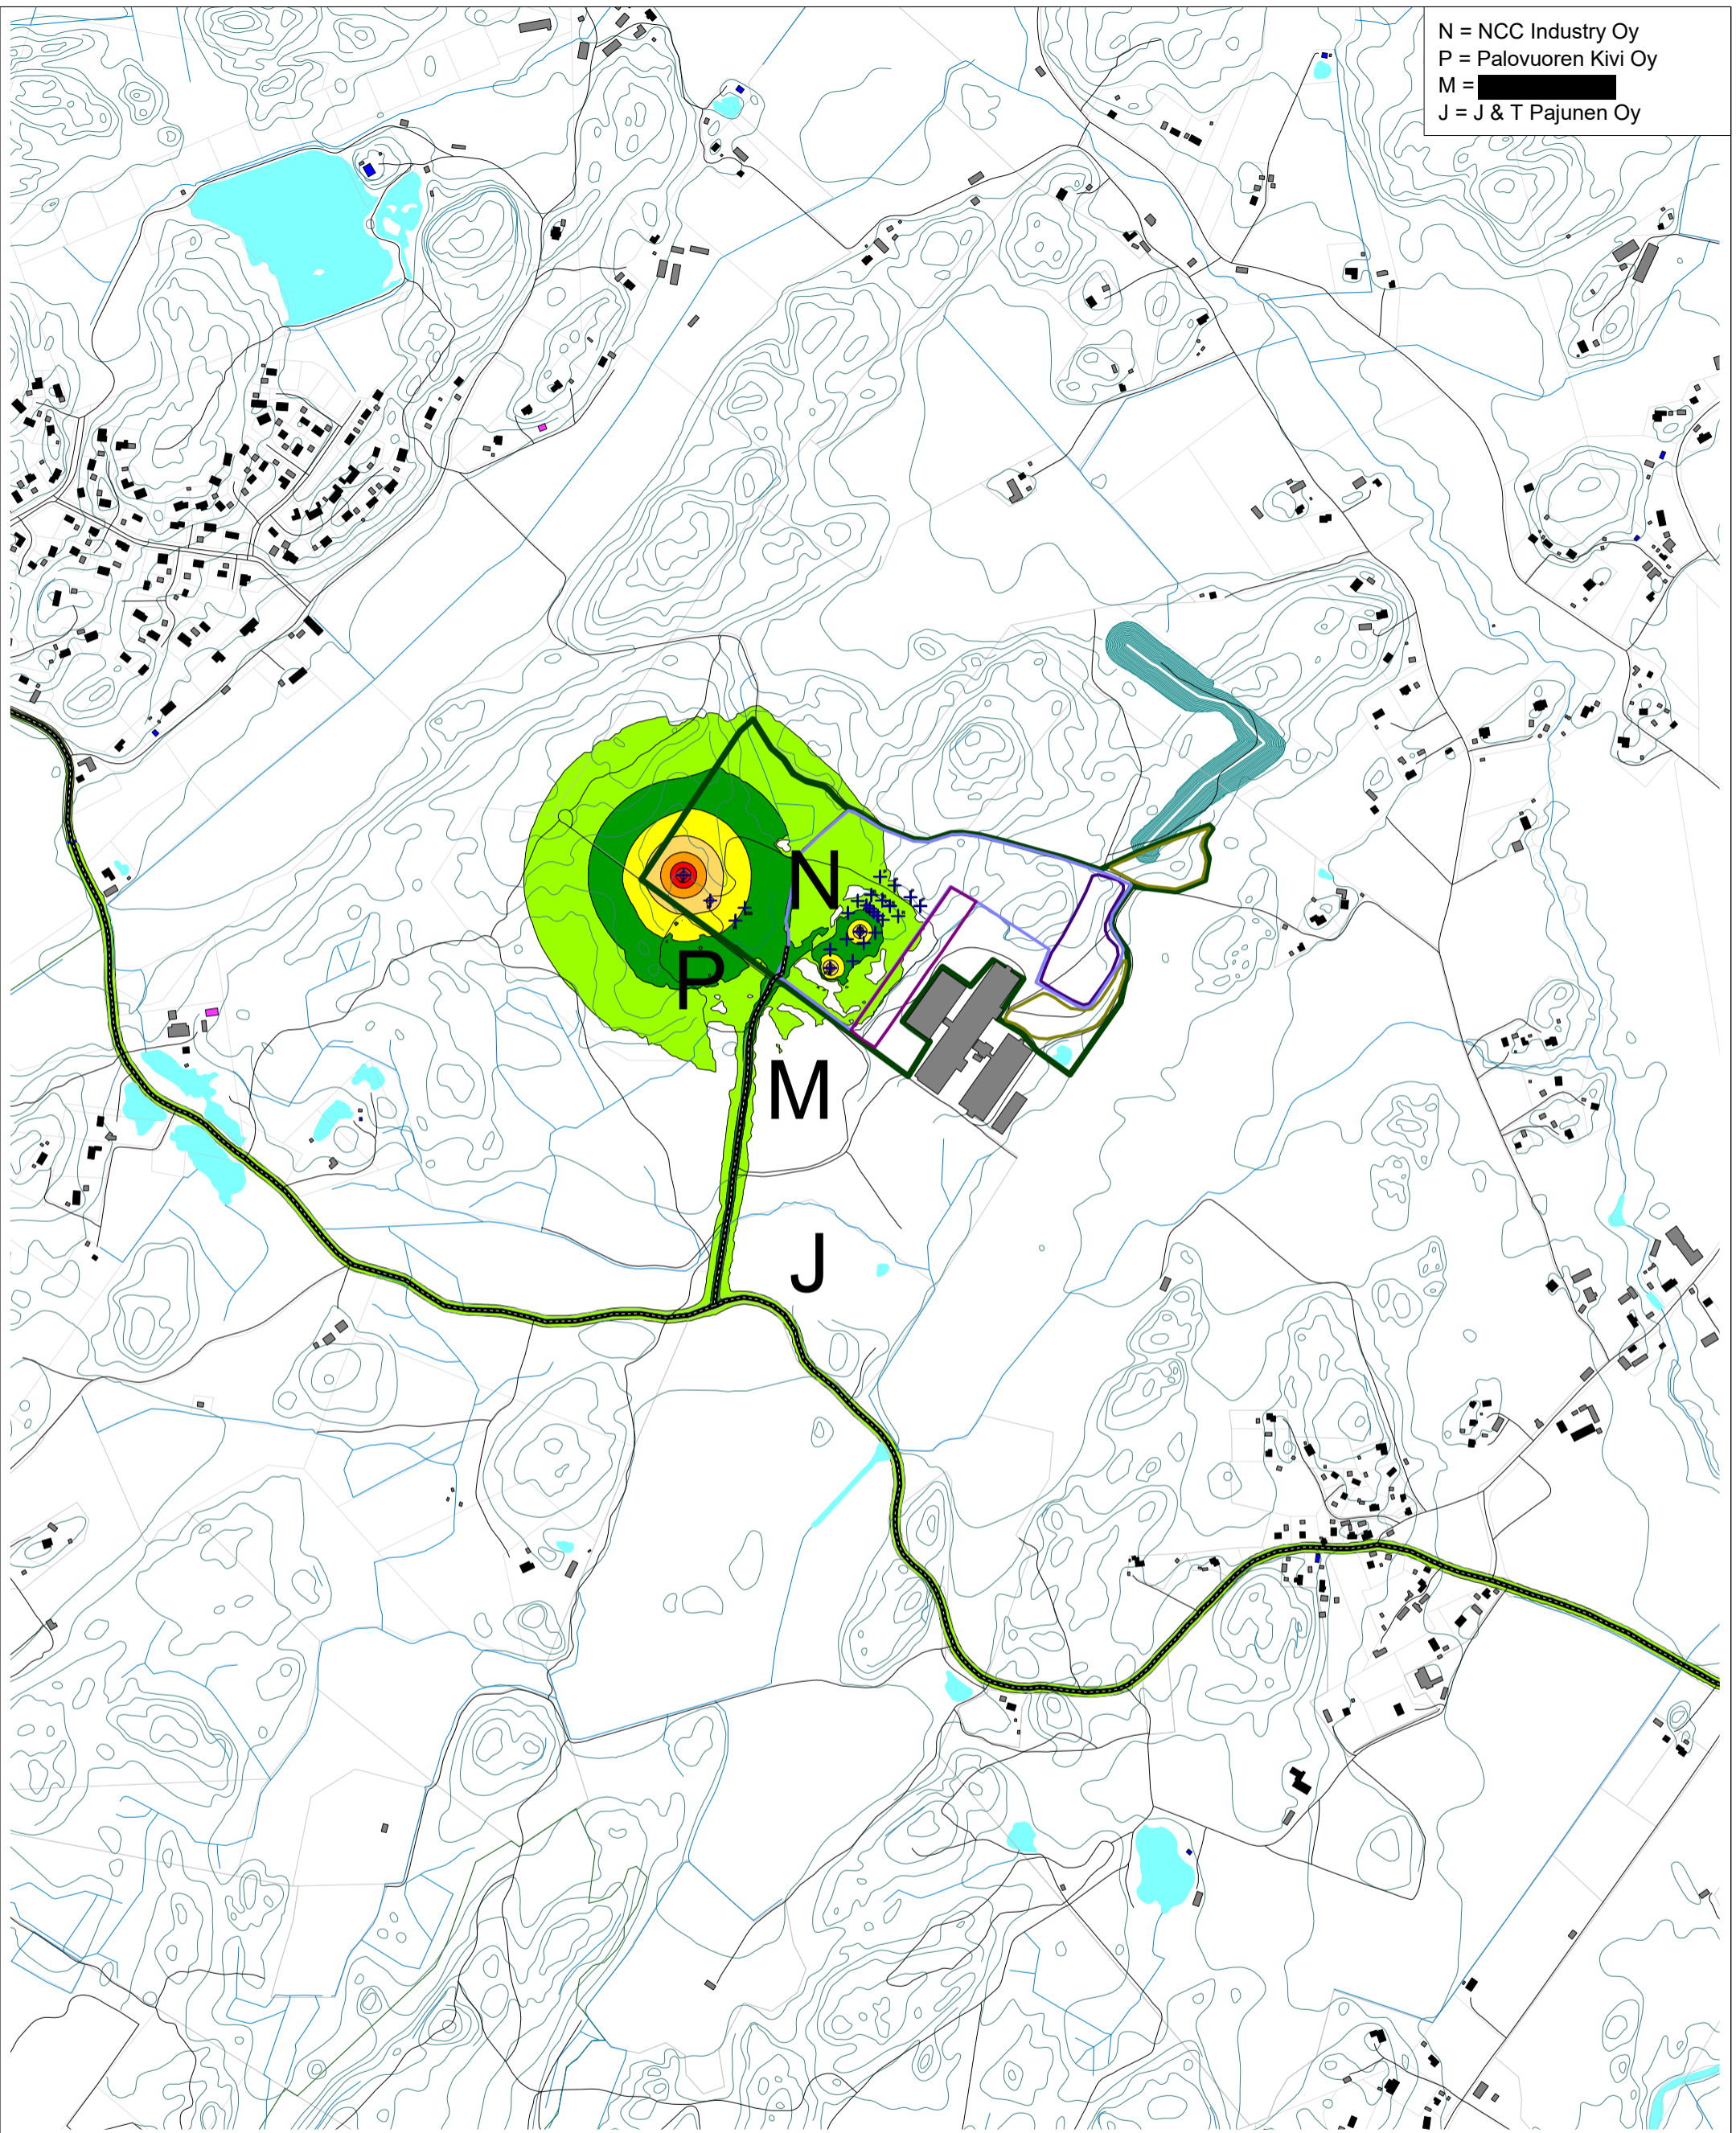 N = NCC Industry Oy
P = Palovuoren Kivi Oy
M =
J = J & T Pajunen Oy
N
P
M
J